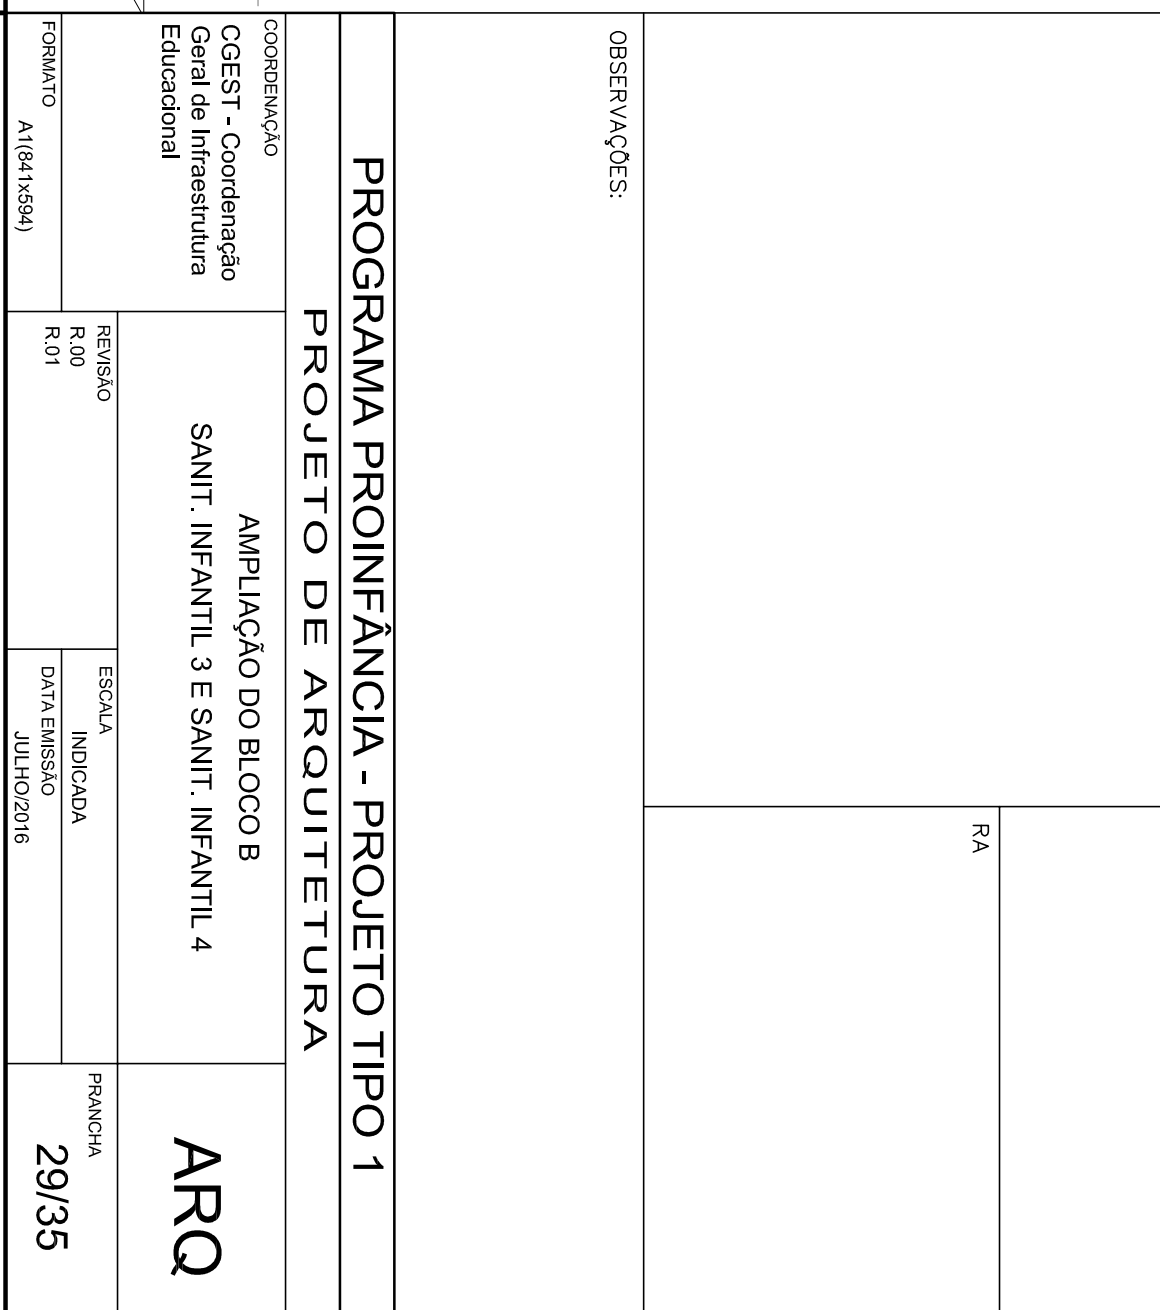 RA
OBSERVAÇÕES:
PROGRAMA PROINFÂNCIA - PROJETO TIPO 1
PROJETO DE ARQUITETURA
COORDENAÇÃO
CGEST - Coordenação
Geral de Infraestrutura
Educacional
AMPLIAÇÃO DO BLOCO B
SANIT. INFANTIL 3 E SANIT. INFANTIL 4
ARQ
FORMATO
A1(841x594)
REVISÃO
R.00
R.01
ESCALA
INDICADA
DATA EMISSÃO
JULHO/2016
PRANCHA
29/35